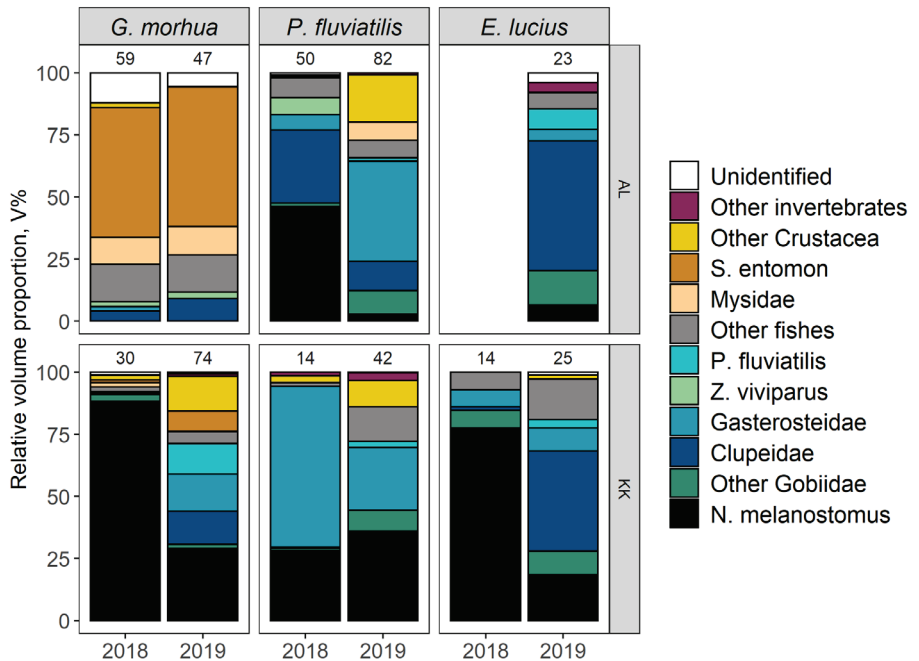 G. morhua
P. fluviatilis
E. lucius
59 47
50 82
23
100
75
50
25
0
AL
30 74
14 42
14 25
100
75
50
25
0
KK
2018 2019
2018 2019
2018 2019
Relative volume proportion, V%
Unidentified
Other invertebrates
Other Crustacea
S. entomon
Mysidae
Other fishes
P. fluviatilis
Z. viviparus
Gasterosteidae
Clupeidae
Other Gobiidae
N. melanostomus